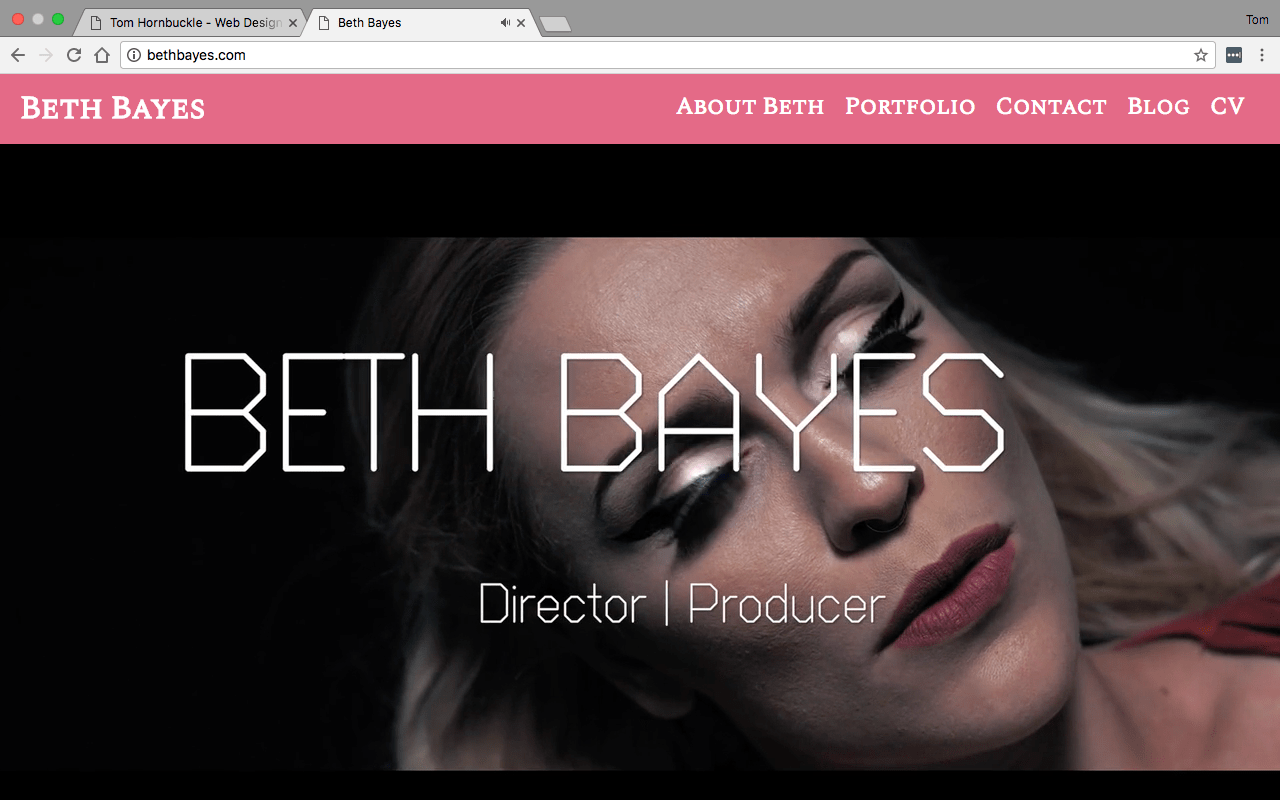 Tom Hornbuckle - Web Design
Beth Bayes
Tom
bethbayes.com
Beth Bayes
About Beth
Portfolio
Contact
Blog
CV
BETH BAYES
Director | Producer